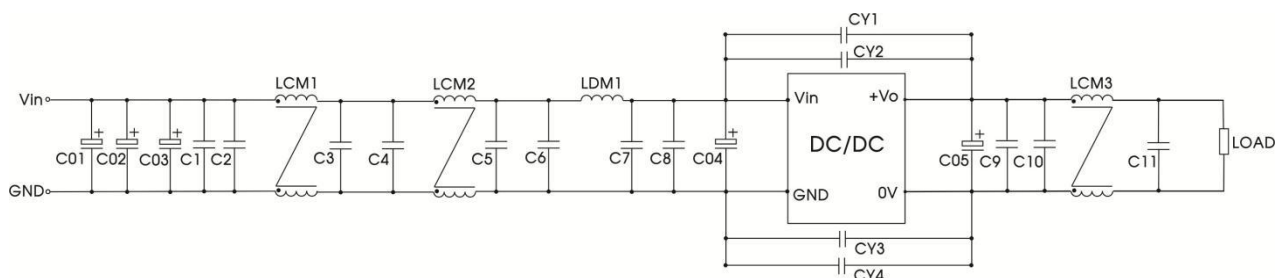 CY1
CY2
LCM1
LCM2
LDM1
LCM3
Vin
Vin
+Vo
+
+
+
+
+
C01
C02
C03
C1
C2
C3
C4
C5
C6
C7
C8
C04
DC/DC
C05
C9
C10
C11
LOAD
GND
GND
0V
CY3
CY4